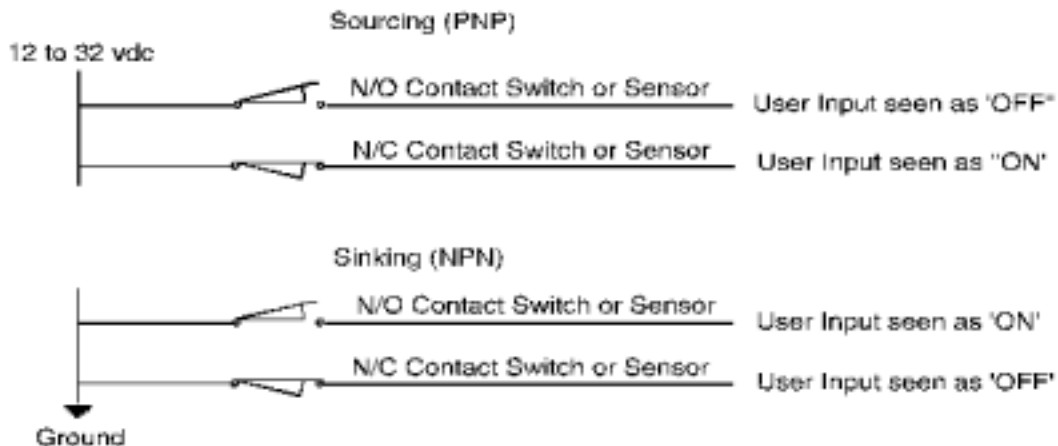 Sourcing (PNP)
12 to 32 vdc
N/O Contact Switch or Sensor
User Input seen as 'OFF"
N/C Contact Switch or Sensor
User Input seen as "ON'
Sinking (NPN)
N/O Contact Switch or Sensor
User Input seen as 'ON'
N/C Contact Switch or Sensor
User Input seen as 'OFF'
Ground